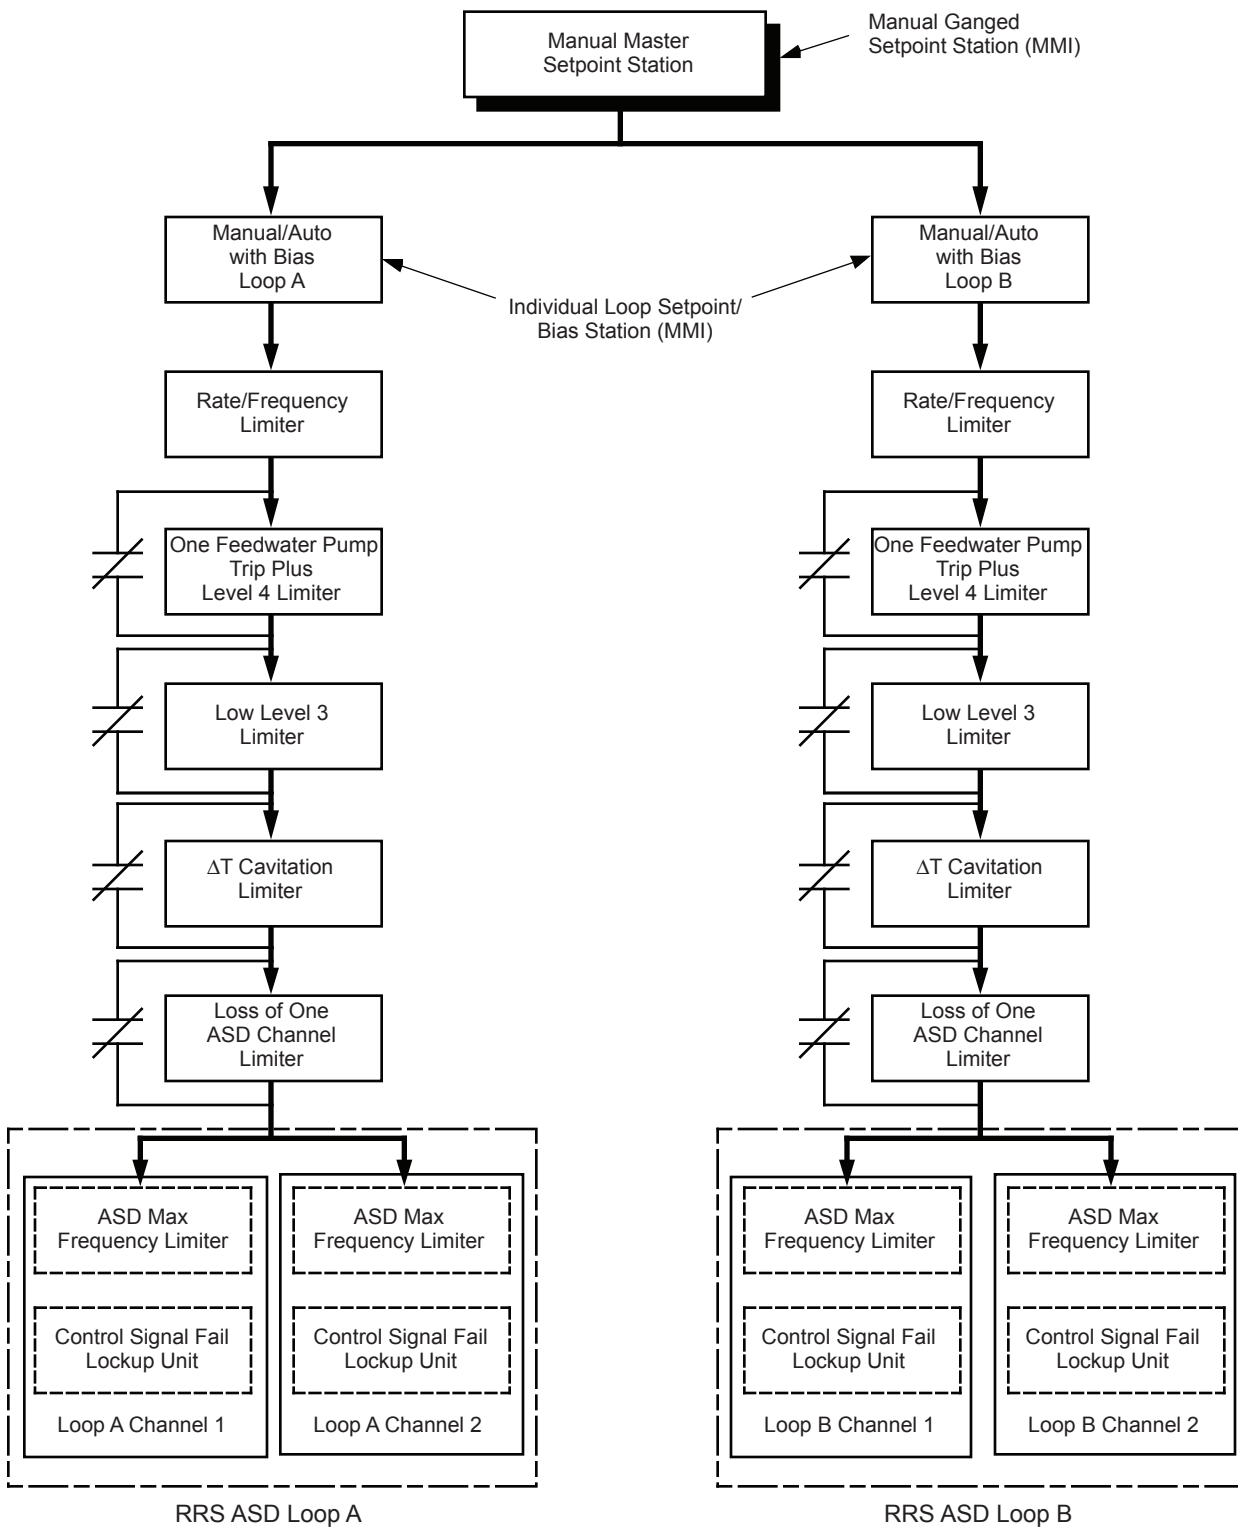 Manual Master
Setpoint Station
Manual Ganged
Setpoint Station (MMI)
Manual/Auto
with Bias
Loop A
Manual/Auto
with Bias
Loop B
Individual Loop Setpoint/
Bias Station (MMI)
Rate/Frequency
Limiter
Rate/Frequency
Limiter
One Feedwater Pump
Trip Plus
Level 4 Limiter
One Feedwater Pump
Trip Plus
Level 4 Limiter
Low Level 3
Limiter
Low Level 3
Limiter
ΔT Cavitation
Limiter
ΔT Cavitation
Limiter
Loss of One
ASD Channel
Limiter
Loss of One
ASD Channel
Limiter
ASD Max
Frequency Limiter
ASD Max
Frequency Limiter
ASD Max
Frequency Limiter
ASD Max
Frequency Limiter
Control Signal Fail
Lockup Unit
Control Signal Fail
Lockup Unit
Control Signal Fail
Lockup Unit
Control Signal Fail
Lockup Unit
Loop A Channel 1
Loop A Channel 2
Loop B Channel 1
Loop B Channel 2
RRS ASD Loop A
RRS ASD Loop B